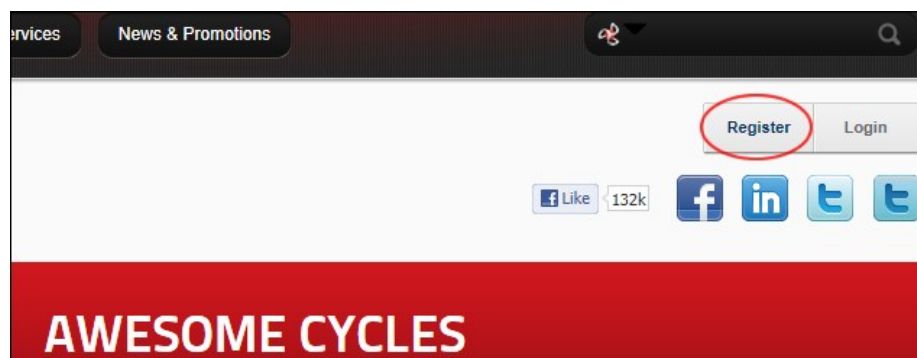 ervices News & Promotions
Register Login
Like 132k
AWESOME CYCLES